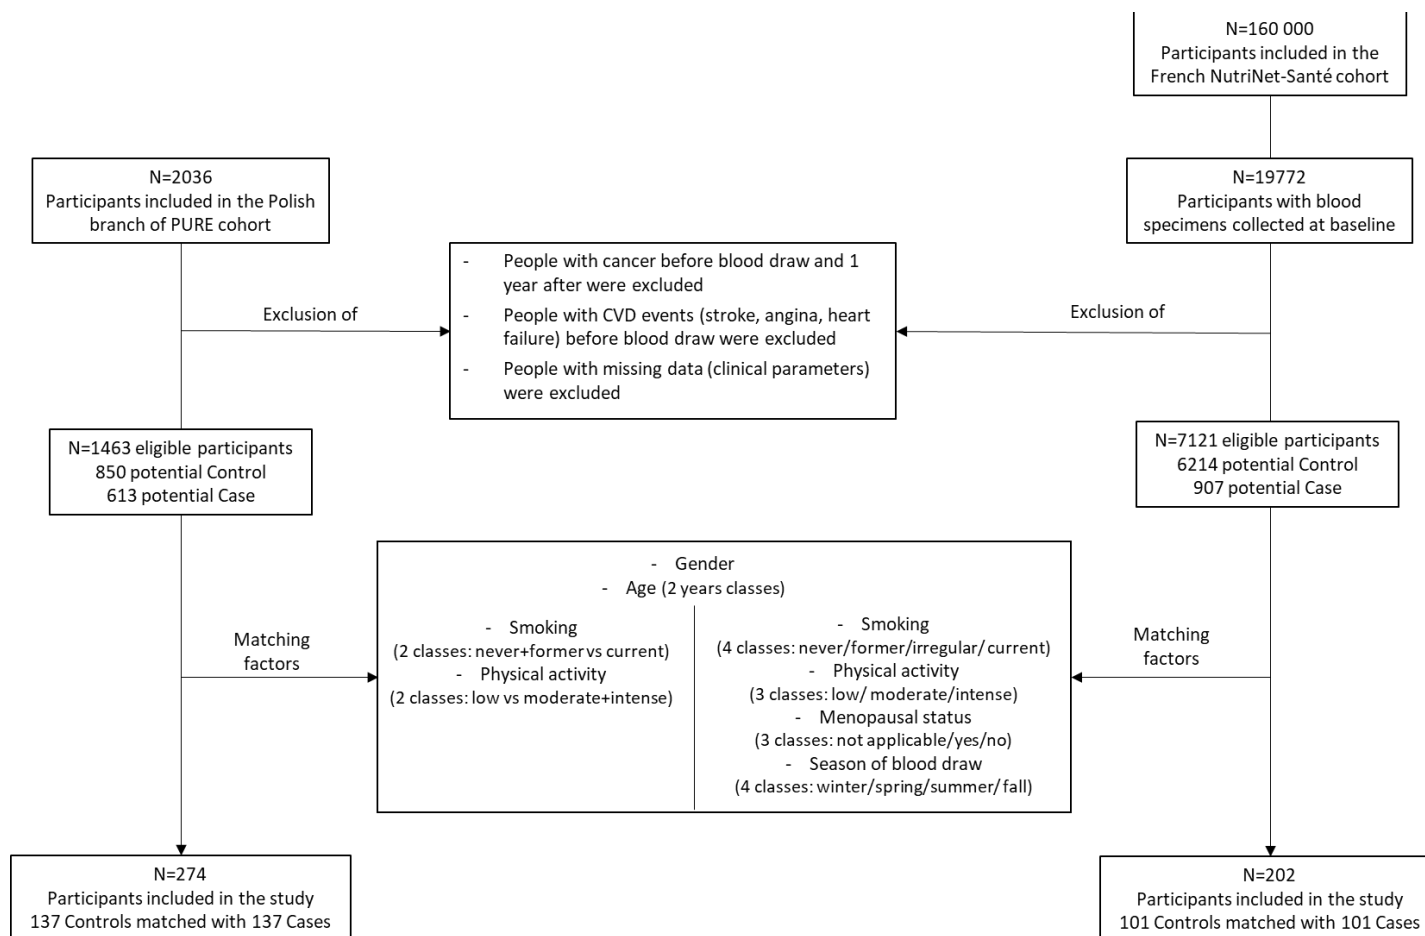 N=160 000
Participants included in the
French NutriNet-Santé cohort
N=2036
Participants included in the Polish
branch of PURE cohort
N=19772
Participants with blood
specimens collected at baseline
- People with cancer before blood draw and 1
year after were excluded
- People with CVD events (stroke, angina, heart
failure) before blood draw were excluded
- People with missing data (clinical parameters)
were excluded
Exclusion of
Exclusion of
N=1463 eligible participants
850 potential Control
613 potential Case
N=7121 eligible participants
6214 potential Control
907 potential Case
- Gender
- Age (2 years classes)
Matching
factors
- Smoking
(2 classes: never+former vs current)
- Physical activity
(2 classes: low vs moderate+intense)
- Smoking
(4 classes: never/former/irregular/current)
- Physical activity
(3 classes: low/ moderate/intense)
- Menopausal status
(3 classes: not applicable/yes/no)
- Season of blood draw
(4 classes: winter/spring/summer/fall)
Matching
factors
N=274
Participants included in the study
137 Controls matched with 137 Cases
N=202
Participants included in the study
101 Controls matched with 101 Cases